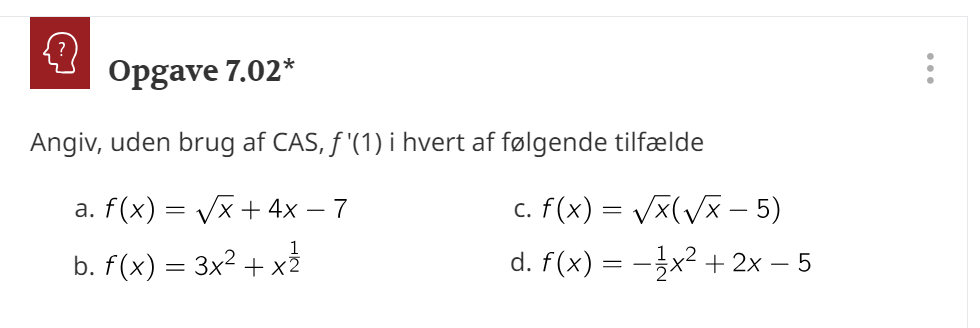 ?
Opgave 7.02*
Angiv, uden brug af CAS, f '(1) i hvert af følgende tilfælde
a. f(x) = √x + 4x − 7
b. f(x) = 3x² + x^½
c. f(x) = √x(√x − 5)
d. f(x) = −½x² + 2x − 5